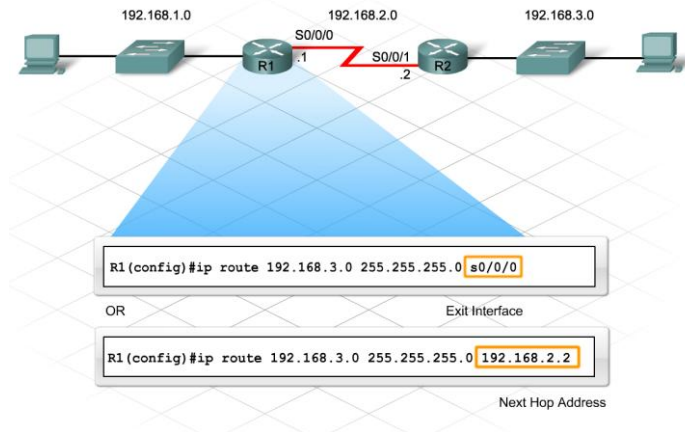 192.168.1.0 192.168.2.0 192.168.3.0
S0/0/0
R1 .1 S0/0/1 R2
.2
R1(config)#ip route 192.168.3.0 255.255.255.0 s0/0/0
OR Exit Interface
R1(config)#ip route 192.168.3.0 255.255.255.0 192.168.2.2
Next Hop Address